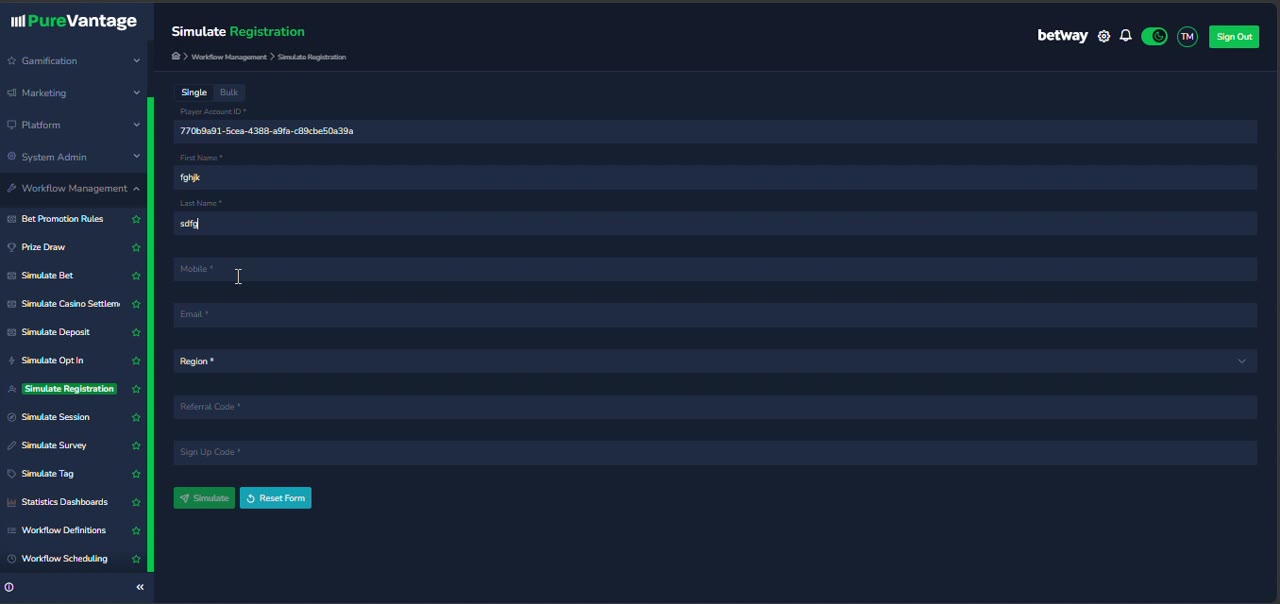 PureVantage
Gamification
Marketing
Platform
System Admin
Workflow Management
Bet Promotion Rules
Prize Draw
Simulate Bet
Simulate Casino Settlem
Simulate Deposit
Simulate Opt In
Simulate Registration
Simulate Session
Simulate Survey
Simulate Tag
Statistics Dashboards
Workflow Definitions
Workflow Scheduling
Simulate Registration
Workflow Management > Simulate Registration
betway
TM
Sign Out
Single Bulk
Player Account ID *
770b9a91-5cea-4388-a9fa-c89cbe50a39a
First Name *
fghjk
Last Name *
sdfg
Mobile *
Email *
Region *
Referral Code *
Sign Up Code *
Simulate Reset Form